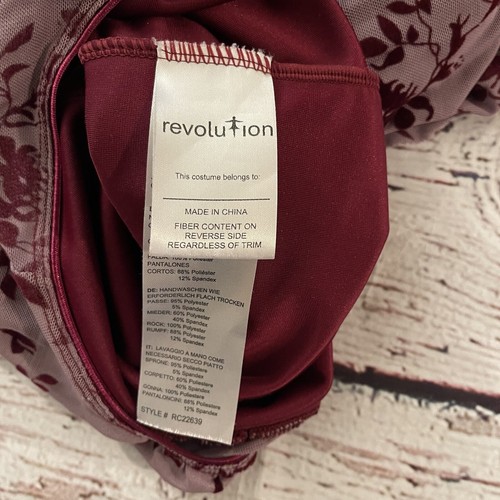 revolution
This costume belongs to:
MADE IN CHINA
FIBER CONTENT ON
REVERSE SIDE
REGARDLESS OF TRIM
FALDA: 100% Poliéster
PANTALONES
CORTOS: 88% Poliéster
12% Spandex
DE: HANDWASCHEN WIE
ERFORDERLICH FLACH TROCKEN
PASSE: 95% Polyester
5% Spandex
MIEDER: 60% Polyester
40% Spandex
ROCK: 100% Polyester
RUMPF: 88% Polyester
12% Spandex
IT: LAVAGGIO A MANO COME
NECESSARIO SECCO PIATTO
SPRONE: 95% Poliestere
5% Spandex
CORPETTO: 60% Poliestere
40% Spandex
GONNA: 100% Poliestere
PANTALONCINI: 88% Poliestere
12% Spandex
STYLE# RC22639